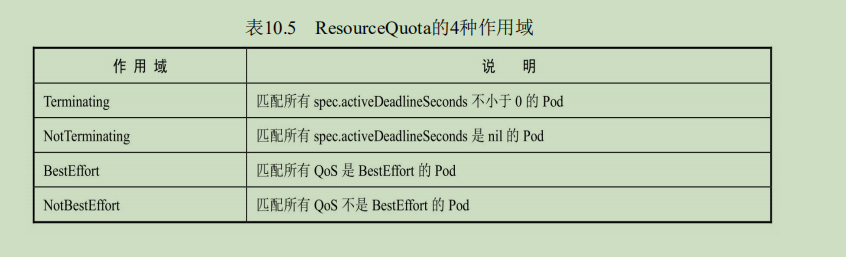 表10.5 ResourceQuota的4种作用域
作用域 说明
Terminating 匹配所有 spec.activeDeadlineSeconds 不小于 0 的 Pod
NotTerminating 匹配所有 spec.activeDeadlineSeconds 是 nil 的 Pod
BestEffort 匹配所有 QoS 是 BestEffort 的 Pod
NotBestEffort 匹配所有 QoS 不是 BestEffort 的 Pod